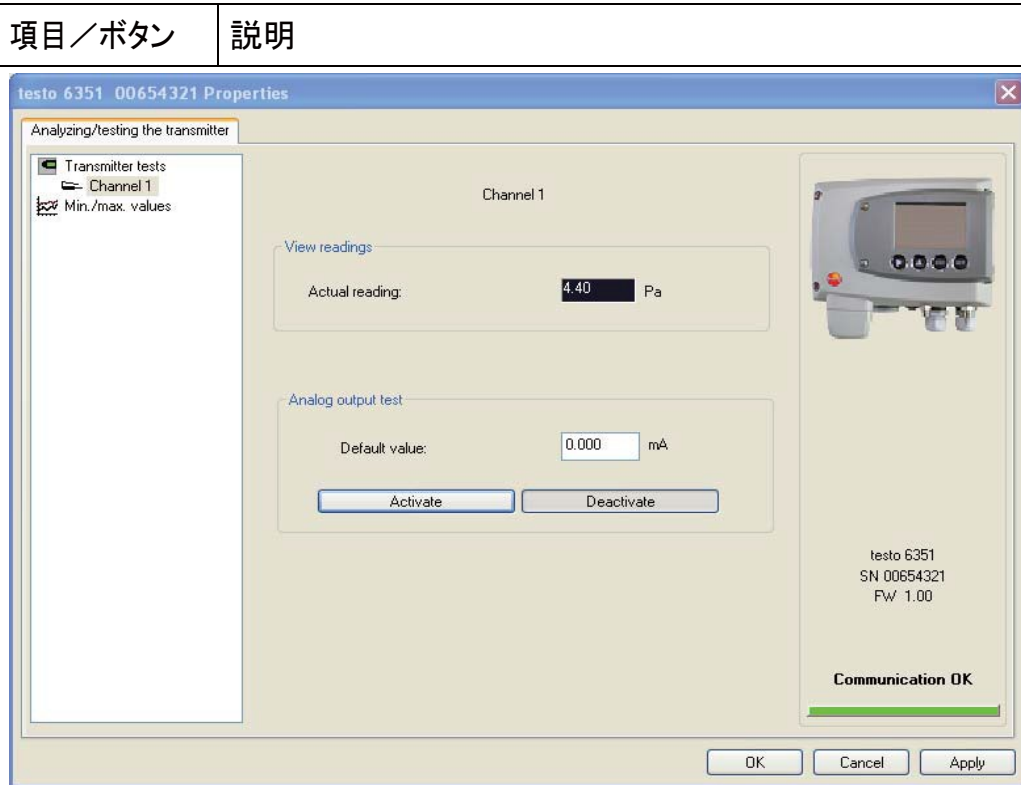 項目／ボタン 説明
testo 6351 00654321 Properties
Analyzing/testing the transmitter
Transmitter tests
Channel 1
Min./max. values
Channel 1
View readings
Actual reading: 4.40 Pa
Analog output test
Default value: 0.000 mA
Activate Deactivate
testo 6351
SN 00654321
FW 1.00
Communication OK
OK Cancel Apply